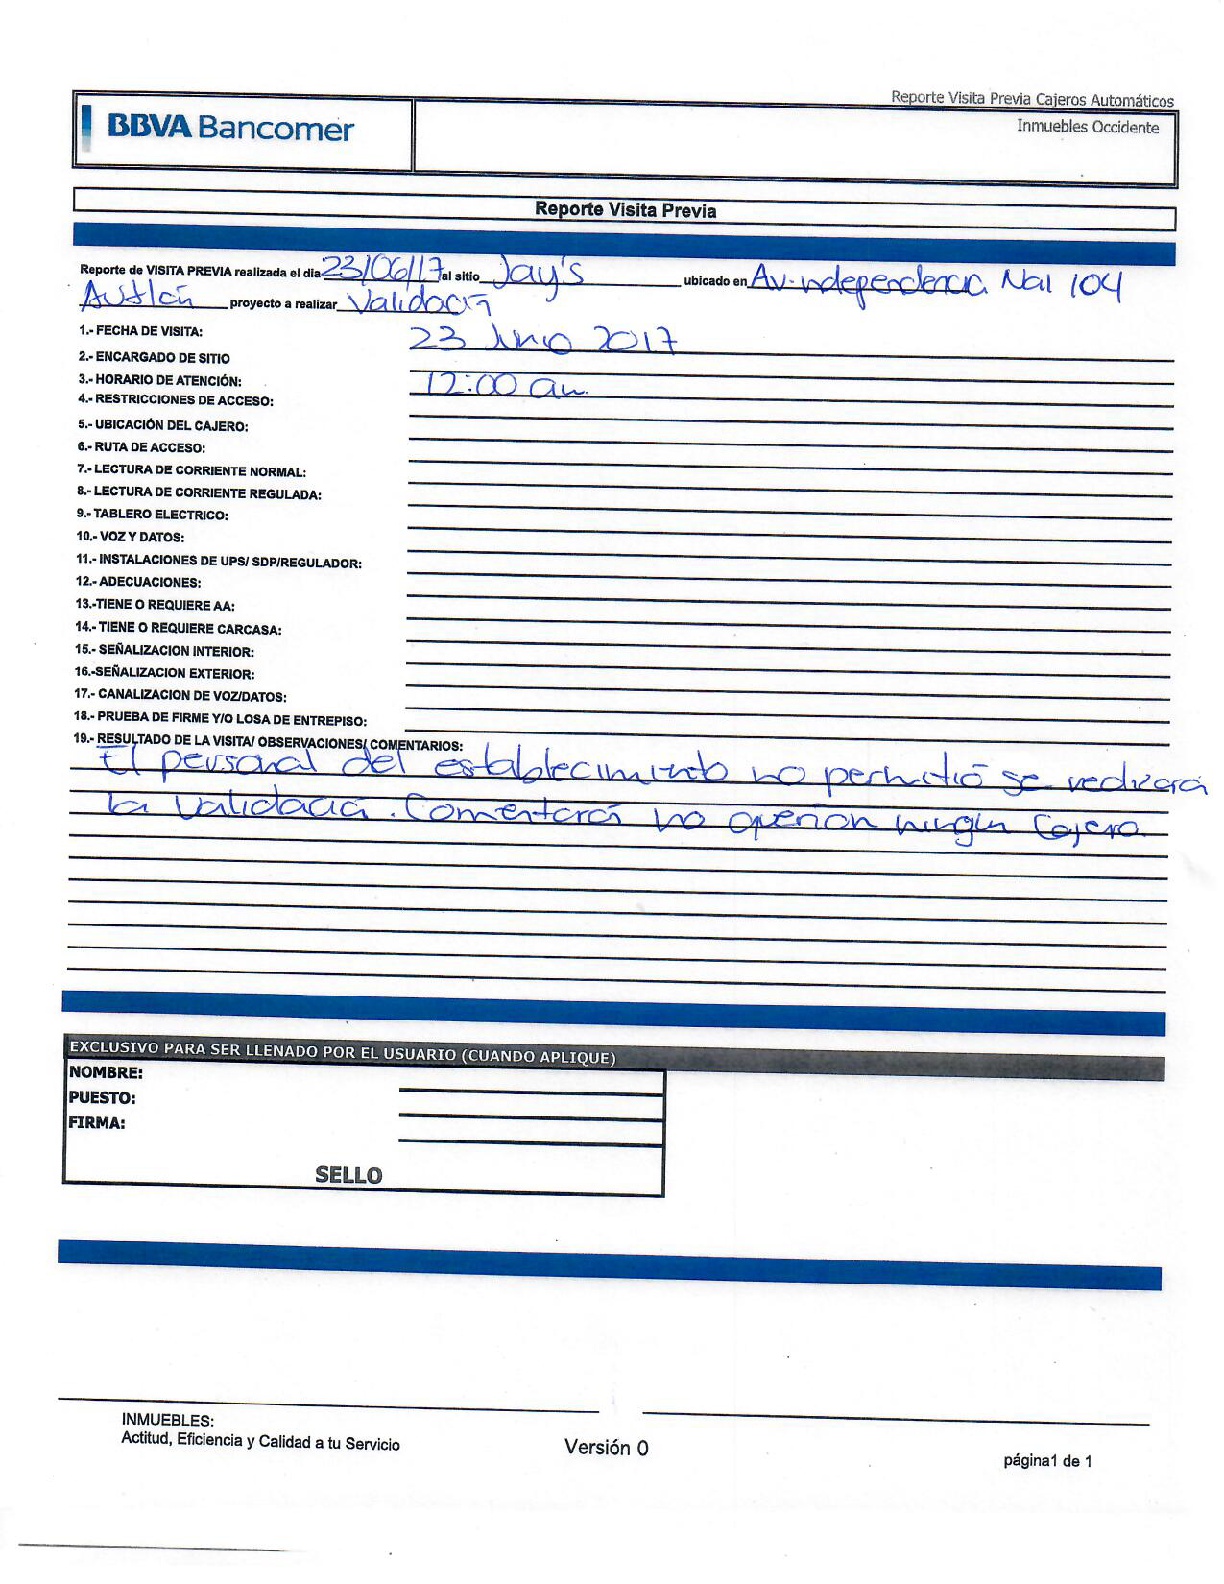 Reporte Visita Previa Cajeros Automáticos
BBVA Bancomer
Inmuebles Occidente
Reporte Visita Previa
Reporte de VISITA PREVIA realizada el dia 23/06/17 al sitio Jay's ubicado en Av. independencia Nal 104
Autlán proyecto a realizar Validación
1.- FECHA DE VISITA: 23 Junio 2017
2.- ENCARGADO DE SITIO
3.- HORARIO DE ATENCIÓN: 12:00 am.
4.- RESTRICCIONES DE ACCESO:
5.- UBICACIÓN DEL CAJERO:
6.- RUTA DE ACCESO:
7.- LECTURA DE CORRIENTE NORMAL:
8.- LECTURA DE CORRIENTE REGULADA:
9.- TABLERO ELECTRICO:
10.- VOZ Y DATOS:
11.- INSTALACIONES DE UPS/ SDP/REGULADOR:
12.- ADECUACIONES:
13.-TIENE O REQUIERE AA:
14.- TIENE O REQUIERE CARCASA:
15.- SEÑALIZACION INTERIOR:
16.-SEÑALIZACION EXTERIOR:
17.- CANALIZACION DE VOZ/DATOS:
18.- PRUEBA DE FIRME Y/O LOSA DE ENTREPISO:
19.- RESULTADO DE LA VISITA/ OBSERVACIONES/ COMENTARIOS:
El personal del establecimiento no permitió se realizara
la validación. Comentarón no querían ningún Cajero
EXCLUSIVO PARA SER LLENADO POR EL USUARIO (CUANDO APLIQUE)
NOMBRE:
PUESTO:
FIRMA:
SELLO
INMUEBLES:
Actitud, Eficiencia y Calidad a tu Servicio
Versión 0
página1 de 1